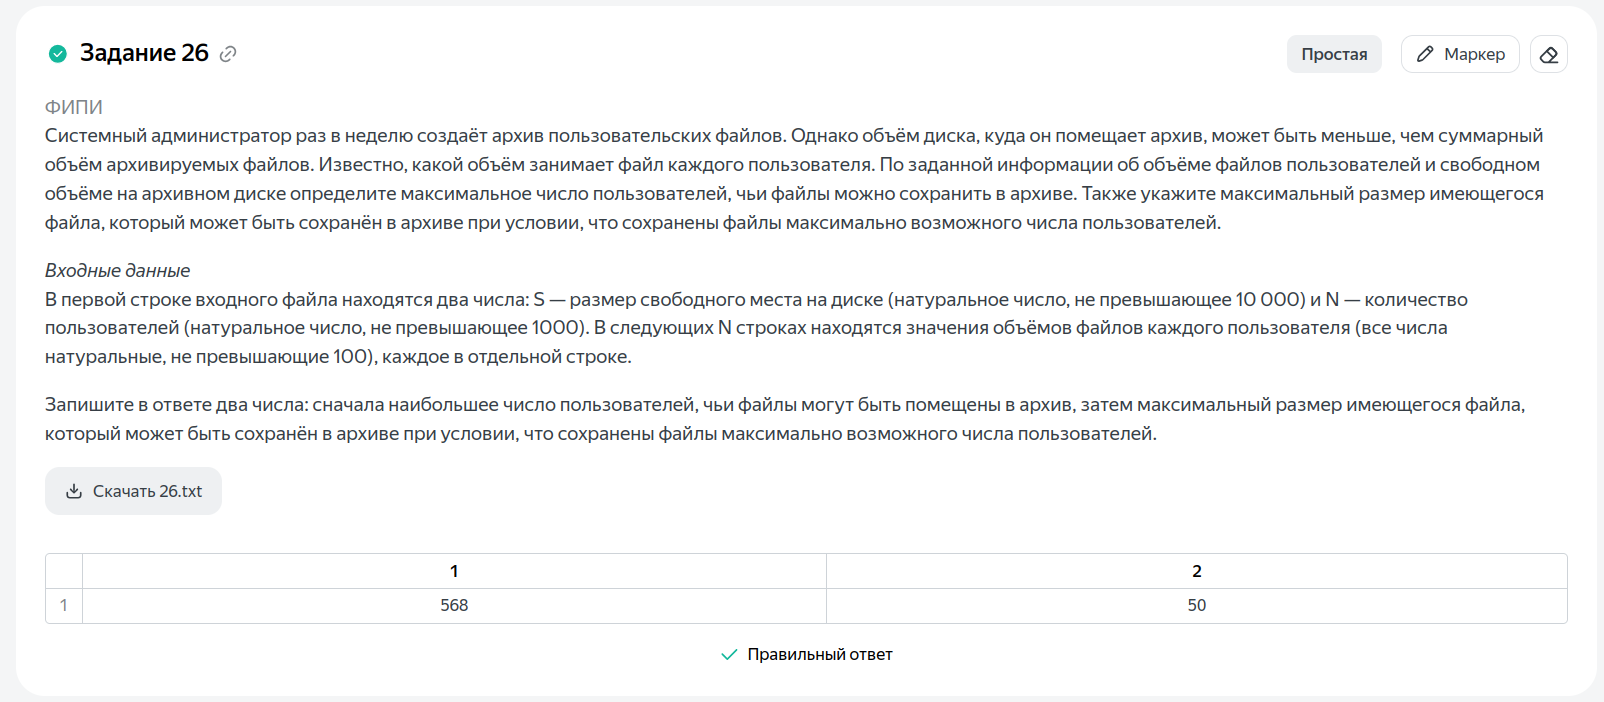 Задание 26
Простая
Маркер
ФИПИ
Системный администратор раз в неделю создаёт архив пользовательских файлов. Однако объём диска, куда он помещает архив, может быть меньше, чем суммарный
объём архивируемых файлов. Известно, какой объём занимает файл каждого пользователя. По заданной информации об объёме файлов пользователей и свободном
объёме на архивном диске определите максимальное число пользователей, чьи файлы можно сохранить в архиве. Также укажите максимальный размер имеющегося
файла, который может быть сохранён в архиве при условии, что сохранены файлы максимально возможного числа пользователей.
Входные данные
В первой строке входного файла находятся два числа: S — размер свободного места на диске (натуральное число, не превышающее 10 000) и N — количество
пользователей (натуральное число, не превышающее 1000). В следующих N строках находятся значения объёмов файлов каждого пользователя (все числа
натуральные, не превышающие 100), каждое в отдельной строке.
Запишите в ответе два числа: сначала наибольшее число пользователей, чьи файлы могут быть помещены в архив, затем максимальный размер имеющегося файла,
который может быть сохранён в архиве при условии, что сохранены файлы максимально возможного числа пользователей.
Скачать 26.txt
1 2
1 568 50
Правильный ответ